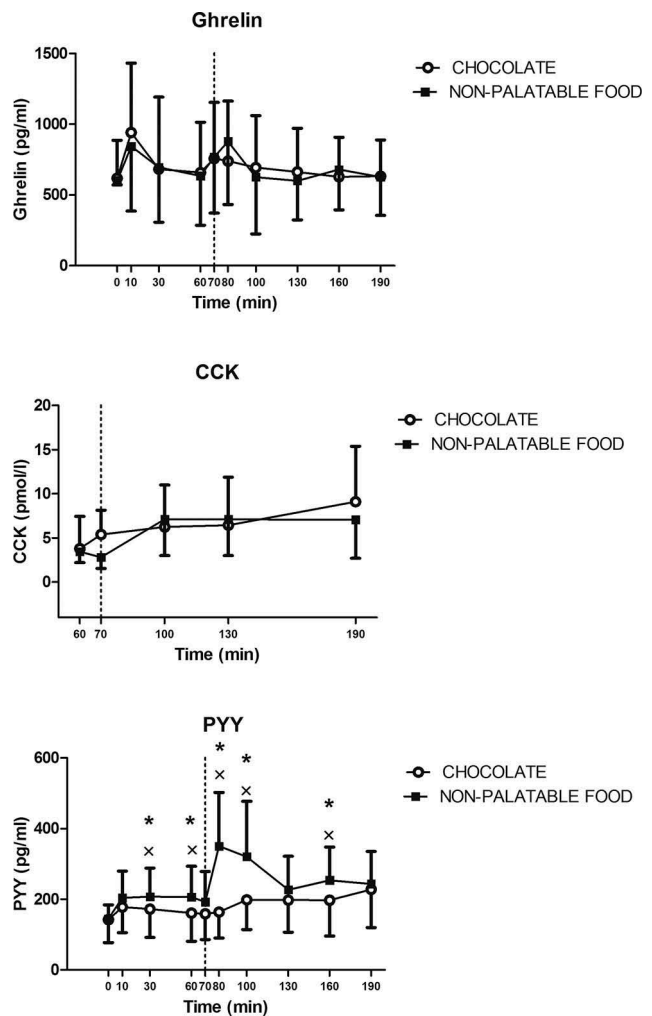 Ghrelin
1500
1000
500
0
Ghrelin (pg/ml)
0 10 30 60 70 80 100 130 160 190
Time (min)
CHOCOLATE
NON-PALATABLE FOOD
CCK
20
15
10
5
0
CCK (pmol/l)
60 70 100 130 190
Time (min)
CHOCOLATE
NON-PALATABLE FOOD
PYY
600
400
200
0
PYY (pg/ml)
* * * * *
× × × × ×
0 10 30 60 70 80 100 130 160 190
Time (min)
CHOCOLATE
NON-PALATABLE FOOD